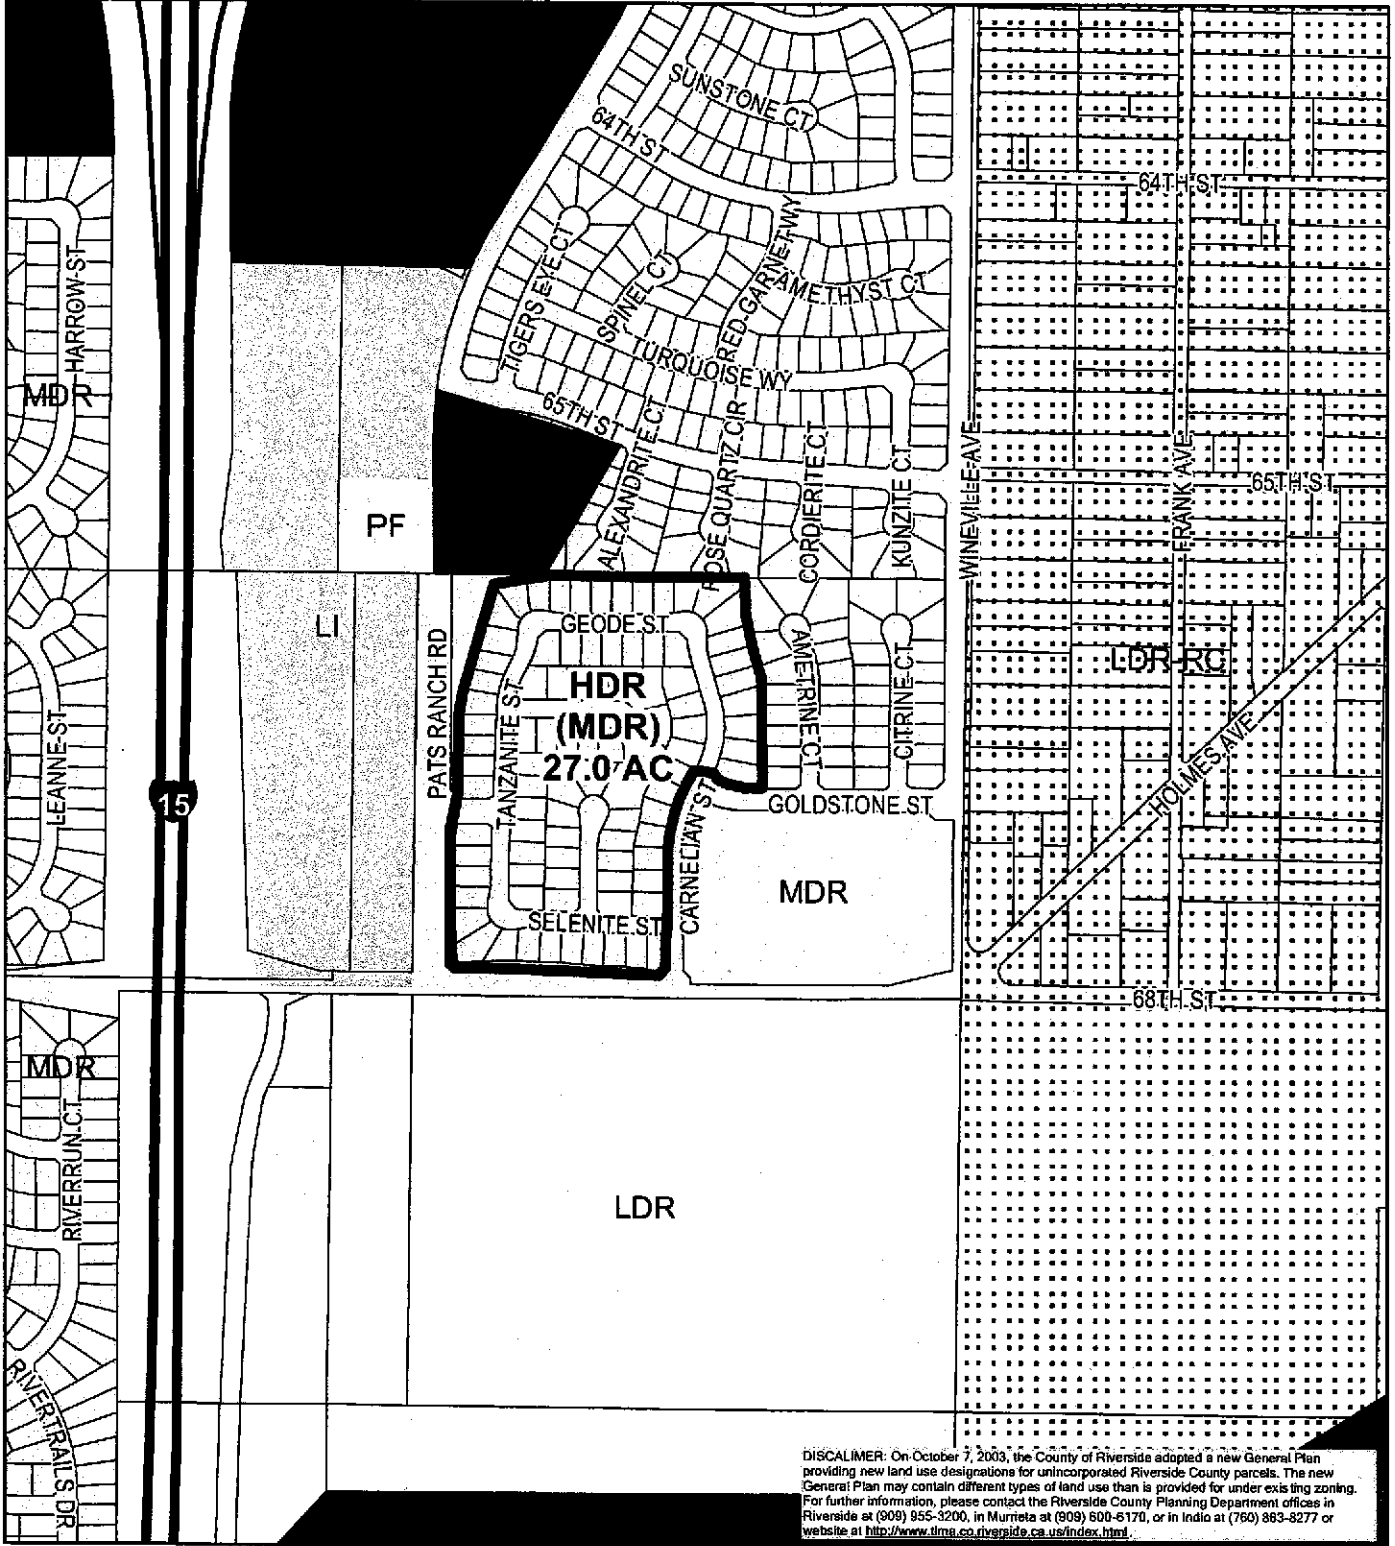 SUNSTONE CT
64TH ST
64TH ST
HARROW ST
TIGERS EYE CT
SPINEL CT
RED GARNET WY
AMETHYST CT
TURQUOISE WY
MDR
65TH ST
ALEXANDRITE CT
ROSE QUARTZ CIR
CORDIERITE CT
KUNZITE CT
WINEVILLE AVE
FRANK AVE
65TH ST
PF
LI
PATS RANCH RD
GEODE ST
HDR
(MDR)
27.0 AC
TANZANITE ST
AMETRINE CT
CITRINE CT
LDR-RC
HOLMES AVE
LEANNE ST
15
GOLDSTONE ST
CARNELIAN ST
MDR
SELENITE ST
68TH ST
MDR
RIVERRUN CT
LDR
RIVERTRAILS DR
DISCALIMER: On October 7, 2003, the County of Riverside adopted a new General Plan
providing new land use designations for unincorporated Riverside County parcels. The new
General Plan may contain different types of land use than is provided for under existing zoning.
For further information, please contact the Riverside County Planning Department offices in
Riverside at (909) 955-3200, in Murrieta at (909) 600-6170, or in Indio at (760) 863-8277 or
website at http://www.tlma.co.riverside.ca.us/index.html.